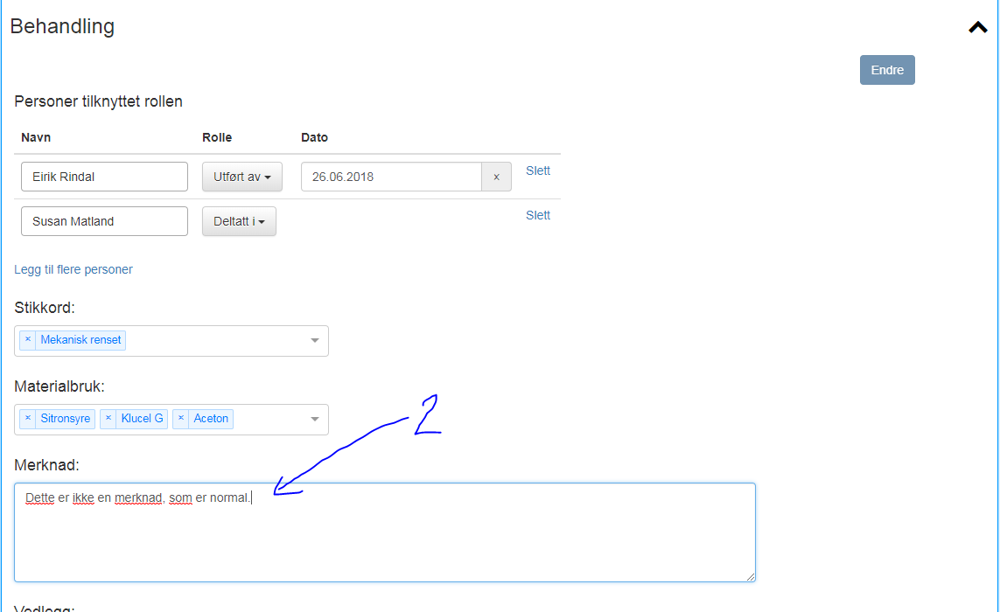 Behandling
Endre
Personer tilknyttet rollen
Navn Rolle Dato
Eirik Rindal Utført av 26.06.2018 x Slett
Susan Matland Deltatt i Slett
Legg til flere personer
Stikkord:
× Mekanisk renset
Materialbruk:
× Sitronsyre × Klucel G × Aceton
2
Merknad:
Dette er ikke en merknad, som er normal.
Vedlegg: